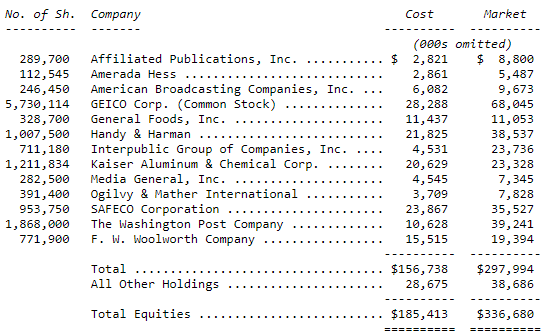 No. of Sh. Company Cost Market
---------- ------- ---------- ----------
(000s omitted)
289,700 Affiliated Publications, Inc. ........... $ 2,821 $ 8,800
112,545 Amerada Hess ............................ 2,861 5,487
246,450 American Broadcasting Companies, Inc. ... 6,082 9,673
5,730,114 GEICO Corp. (Common Stock) .............. 28,288 68,045
328,700 General Foods, Inc. ..................... 11,437 11,053
1,007,500 Handy & Harman .......................... 21,825 38,537
711,180 Interpublic Group of Companies, Inc. .... 4,531 23,736
1,211,834 Kaiser Aluminum & Chemical Corp. ........ 20,629 23,328
282,500 Media General, Inc. ..................... 4,545 7,345
391,400 Ogilvy & Mather International ........... 3,709 7,828
953,750 SAFECO Corporation ...................... 23,867 35,527
1,868,000 The Washington Post Company ............. 10,628 39,241
771,900 F. W. Woolworth Company ................. 15,515 19,394
---------- ----------
Total ................................... $156,738 $297,994
All Other Holdings ...................... 28,675 38,686
---------- ----------
Total Equities .......................... $185,413 $336,680
========== ==========